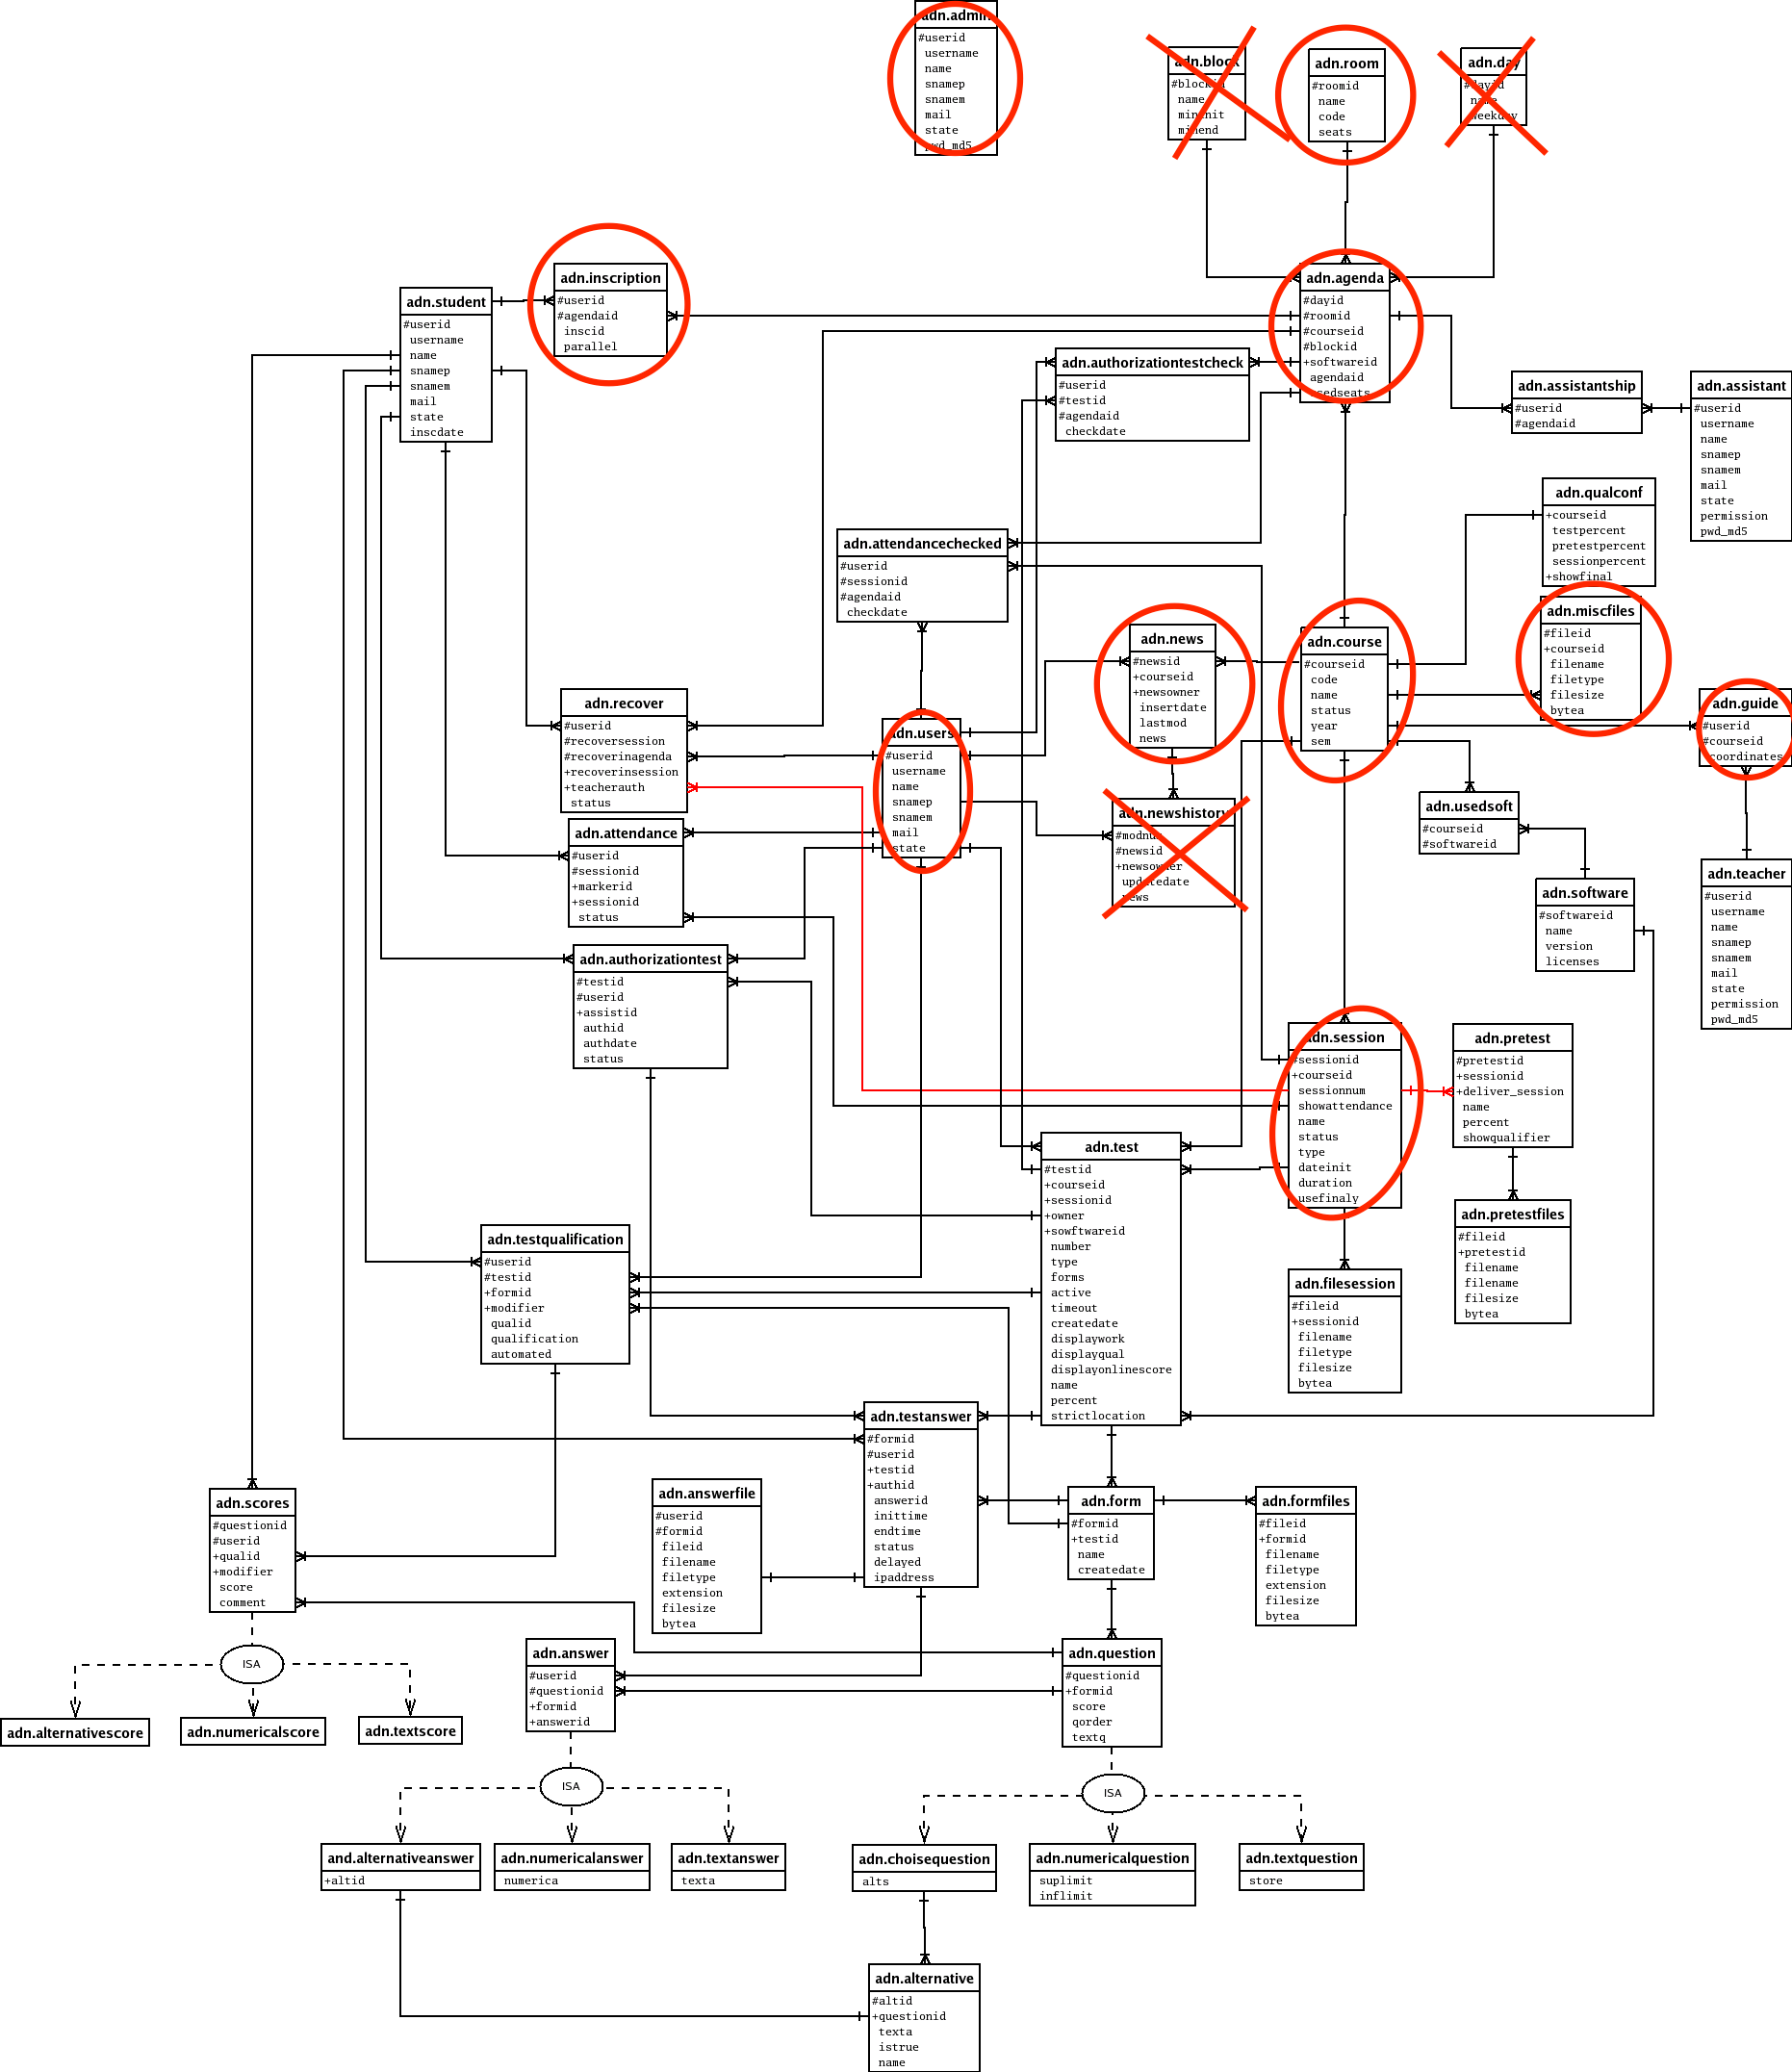 adn.admin
#userid
username
name
snamep
snamem
mail
state
pwd_md5
adn.block
#blockid
name
mininit
minend
adn.room
#roomid
name
code
seats
adn.day
#dayid
name
weekday
adn.inscription
#userid
#agendaid
inscid
parallel
adn.student
#userid
username
name
snamep
snamem
mail
state
inscdate
adn.agenda
#dayid
#roomid
#courseid
#blockid
+softwareid
agendaid
usedseats
adn.authorizationtestcheck
#userid
#testid
#agendaid
checkdate
adn.assistantship
#userid
#agendaid
adn.assistant
#userid
username
name
snamep
snamem
mail
state
permission
pwd_md5
adn.qualconf
+courseid
testpercent
pretestpercent
sessionpercent
+showfinal
adn.attendancechecked
#userid
#sessionid
#agendaid
checkdate
adn.news
#newsid
+courseid
+newsowner
insertdate
lastmod
news
adn.course
#courseid
code
name
status
year
sem
adn.miscfiles
#fileid
+courseid
filename
filetype
filesize
bytea
adn.guide
#userid
#courseid
coordinates
adn.recover
#userid
#recoversession
#recoverinagenda
+recoverinsession
+teacherauth
status
adn.users
#userid
username
name
snamep
snamem
mail
state
adn.newshistory
#modnum
#newsid
+newsowner
updatedate
news
adn.usedsoft
#courseid
#softwareid
adn.attendance
#userid
#sessionid
+markerid
+sessionid
status
adn.software
#softwareid
name
version
licenses
adn.teacher
#userid
username
name
snamep
snamem
mail
state
permission
pwd_md5
adn.authorizationtest
#testid
#userid
+assistid
authid
authdate
status
adn.session
#sessionid
+courseid
sessionnum
showattendance
name
status
type
dateinit
duration
usefinaly
adn.pretest
#pretestid
+sessionid
+deliver_session
name
percent
showqualifier
adn.test
#testid
+courseid
+sessionid
+owner
+sowftwareid
number
type
forms
active
timeout
createdate
displaywork
displayqual
displayonlinescore
name
percent
strictlocation
adn.pretestfiles
#fileid
+pretestid
filename
filename
filesize
bytea
adn.testqualification
#userid
#testid
+formid
+modifier
qualid
qualification
automated
adn.filesession
#fileid
+sessionid
filename
filetype
filesize
bytea
adn.testanswer
#formid
#userid
+testid
+authid
answerid
inittime
endtime
status
delayed
ipaddress
adn.scores
#questionid
#userid
+qualid
+modifier
score
comment
adn.answerfile
#userid
#formid
fileid
filename
filetype
extension
filesize
bytea
adn.form
#formid
+testid
name
createdate
adn.formfiles
#fileid
+formid
filename
filetype
extension
filesize
bytea
ISA
adn.alternativescore
adn.numericalscore
adn.textscore
adn.answer
#userid
#questionid
+formid
+answerid
adn.question
#questionid
+formid
score
qorder
textq
ISA
ISA
and.alternativeanswer
+altid
adn.numericalanswer
numerica
adn.textanswer
texta
adn.choisequestion
alts
adn.numericalquestion
suplimit
inflimit
adn.textquestion
store
adn.alternative
#altid
+questionid
texta
istrue
name